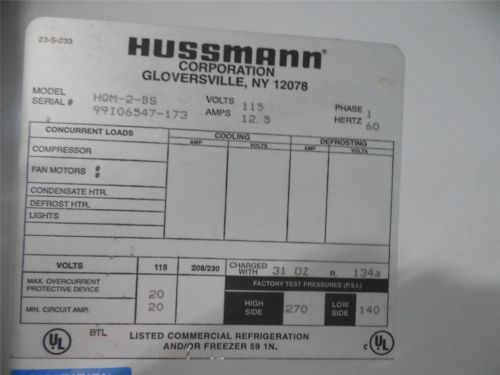 23-S-233
HUSSMANN®
CORPORATION
GLOVERSVILLE, NY 12078
MODEL HGM-2-BS VOLTS 115 PHASE 1
SERIAL # 99I06547-173 AMPS 12.5 HERTZ 60
CONCURRENT LOADS COOLING DEFROSTING
AMP VOLTS AMP VOLTS
COMPRESSOR
FAN MOTORS #
#
CONDENSATE HTR.
DEFROST HTR.
LIGHTS
VOLTS 115 208/230 CHARGED WITH 31 OZ R. 134a
MAX. OVERCURRENT PROTECTIVE DEVICE 20 FACTORY TEST PRESSURES (P.S.I.)
MIN. CIRCUIT AMP. 20 HIGH SIDE 270 LOW SIDE 140
UL BTL LISTED COMMERCIAL REFRIGERATION c UL
AND/OR FREEZER 59 1N.